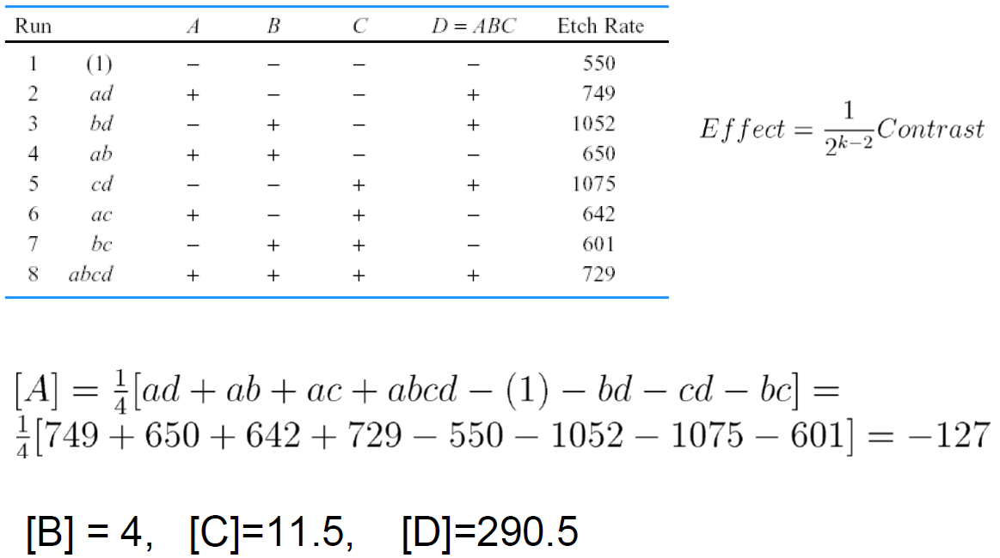 Run A B C D = ABC Etch Rate
1 (1) − − − − 550
2 ad + − − + 749
3 bd − + − + 1052
4 ab + + − − 650
5 cd − − + + 1075
6 ac + − + − 642
7 bc − + + − 601
8 abcd + + + + 729
Effect = 1/2^{k−2} Contrast
[A] = 1/4[ad + ab + ac + abcd − (1) − bd − cd − bc] =
1/4[749 + 650 + 642 + 729 − 550 − 1052 − 1075 − 601] = −127
[B] = 4, [C]=11.5, [D]=290.5